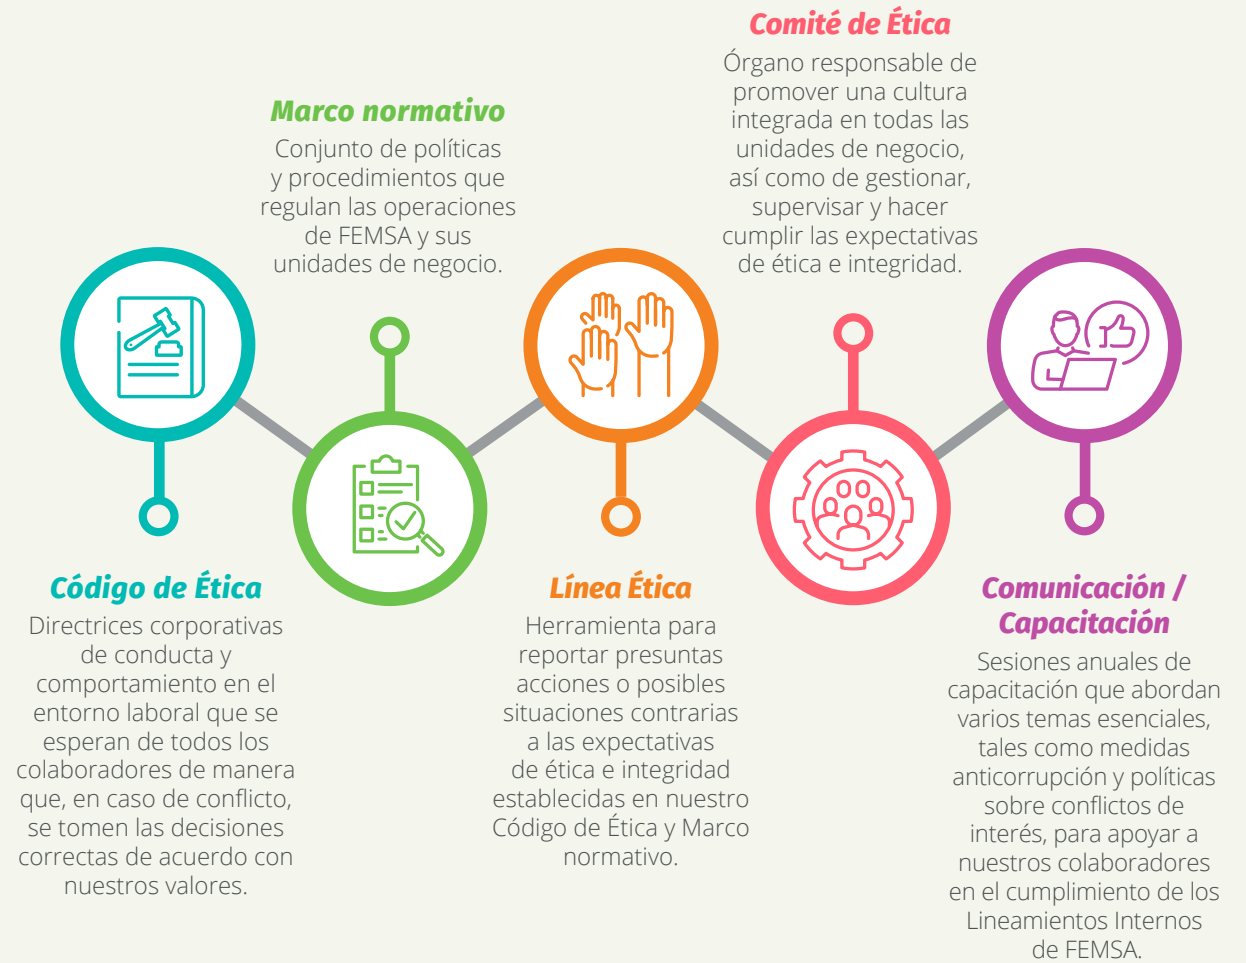 Código de Ética
Directrices corporativas
de conducta y
comportamiento en el
entorno laboral que se
esperan de todos los
colaboradores de manera
que, en caso de conflicto,
se tomen las decisiones
correctas de acuerdo con
nuestros valores.
Marco normativo
Conjunto de políticas
y procedimientos que
regulan las operaciones
de FEMSA y sus
unidades de negocio.
Línea Ética
Herramienta para
reportar presuntas
acciones o posibles
situaciones contrarias
a las expectativas
de ética e integridad
establecidas en nuestro
Código de Ética y Marco
normativo.
Comité de Ética
Órgano responsable de
promover una cultura
integrada en todas las
unidades de negocio,
así como de gestionar,
supervisar y hacer
cumplir las expectativas
de ética e integridad.
Comunicación /
Capacitación
Sesiones anuales de
capacitación que abordan
varios temas esenciales,
tales como medidas
anticorrupción y políticas
sobre conflictos de
interés, para apoyar a
nuestros colaboradores
en el cumplimiento de los
Lineamientos Internos
de FEMSA.